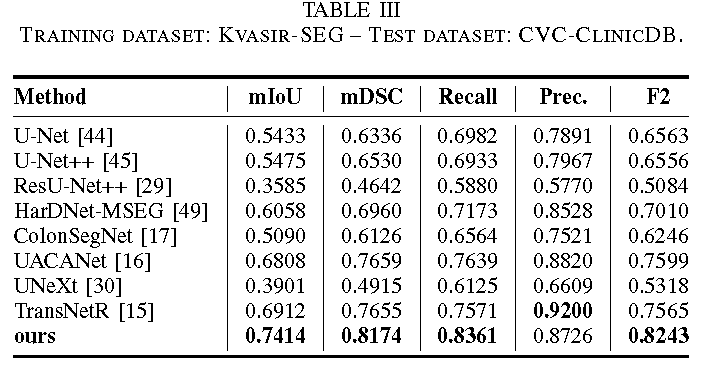 TABLE III
TRAINING DATASET: KVASIR-SEG – TEST DATASET: CVC-CLINICDB.
Method mIoU mDSC Recall Prec. F2
U-Net [44] 0.5433 0.6336 0.6982 0.7891 0.6563
U-Net++ [45] 0.5475 0.6530 0.6933 0.7967 0.6556
ResU-Net++ [29] 0.3585 0.4642 0.5880 0.5770 0.5084
HarDNet-MSEG [49] 0.6058 0.6960 0.7173 0.8528 0.7010
ColonSegNet [17] 0.5090 0.6126 0.6564 0.7521 0.6246
UACANet [16] 0.6808 0.7659 0.7639 0.8820 0.7599
UNeXt [30] 0.3901 0.4915 0.6125 0.6609 0.5318
TransNetR [15] 0.6912 0.7655 0.7571 0.9200 0.7565
ours 0.7414 0.8174 0.8361 0.8726 0.8243